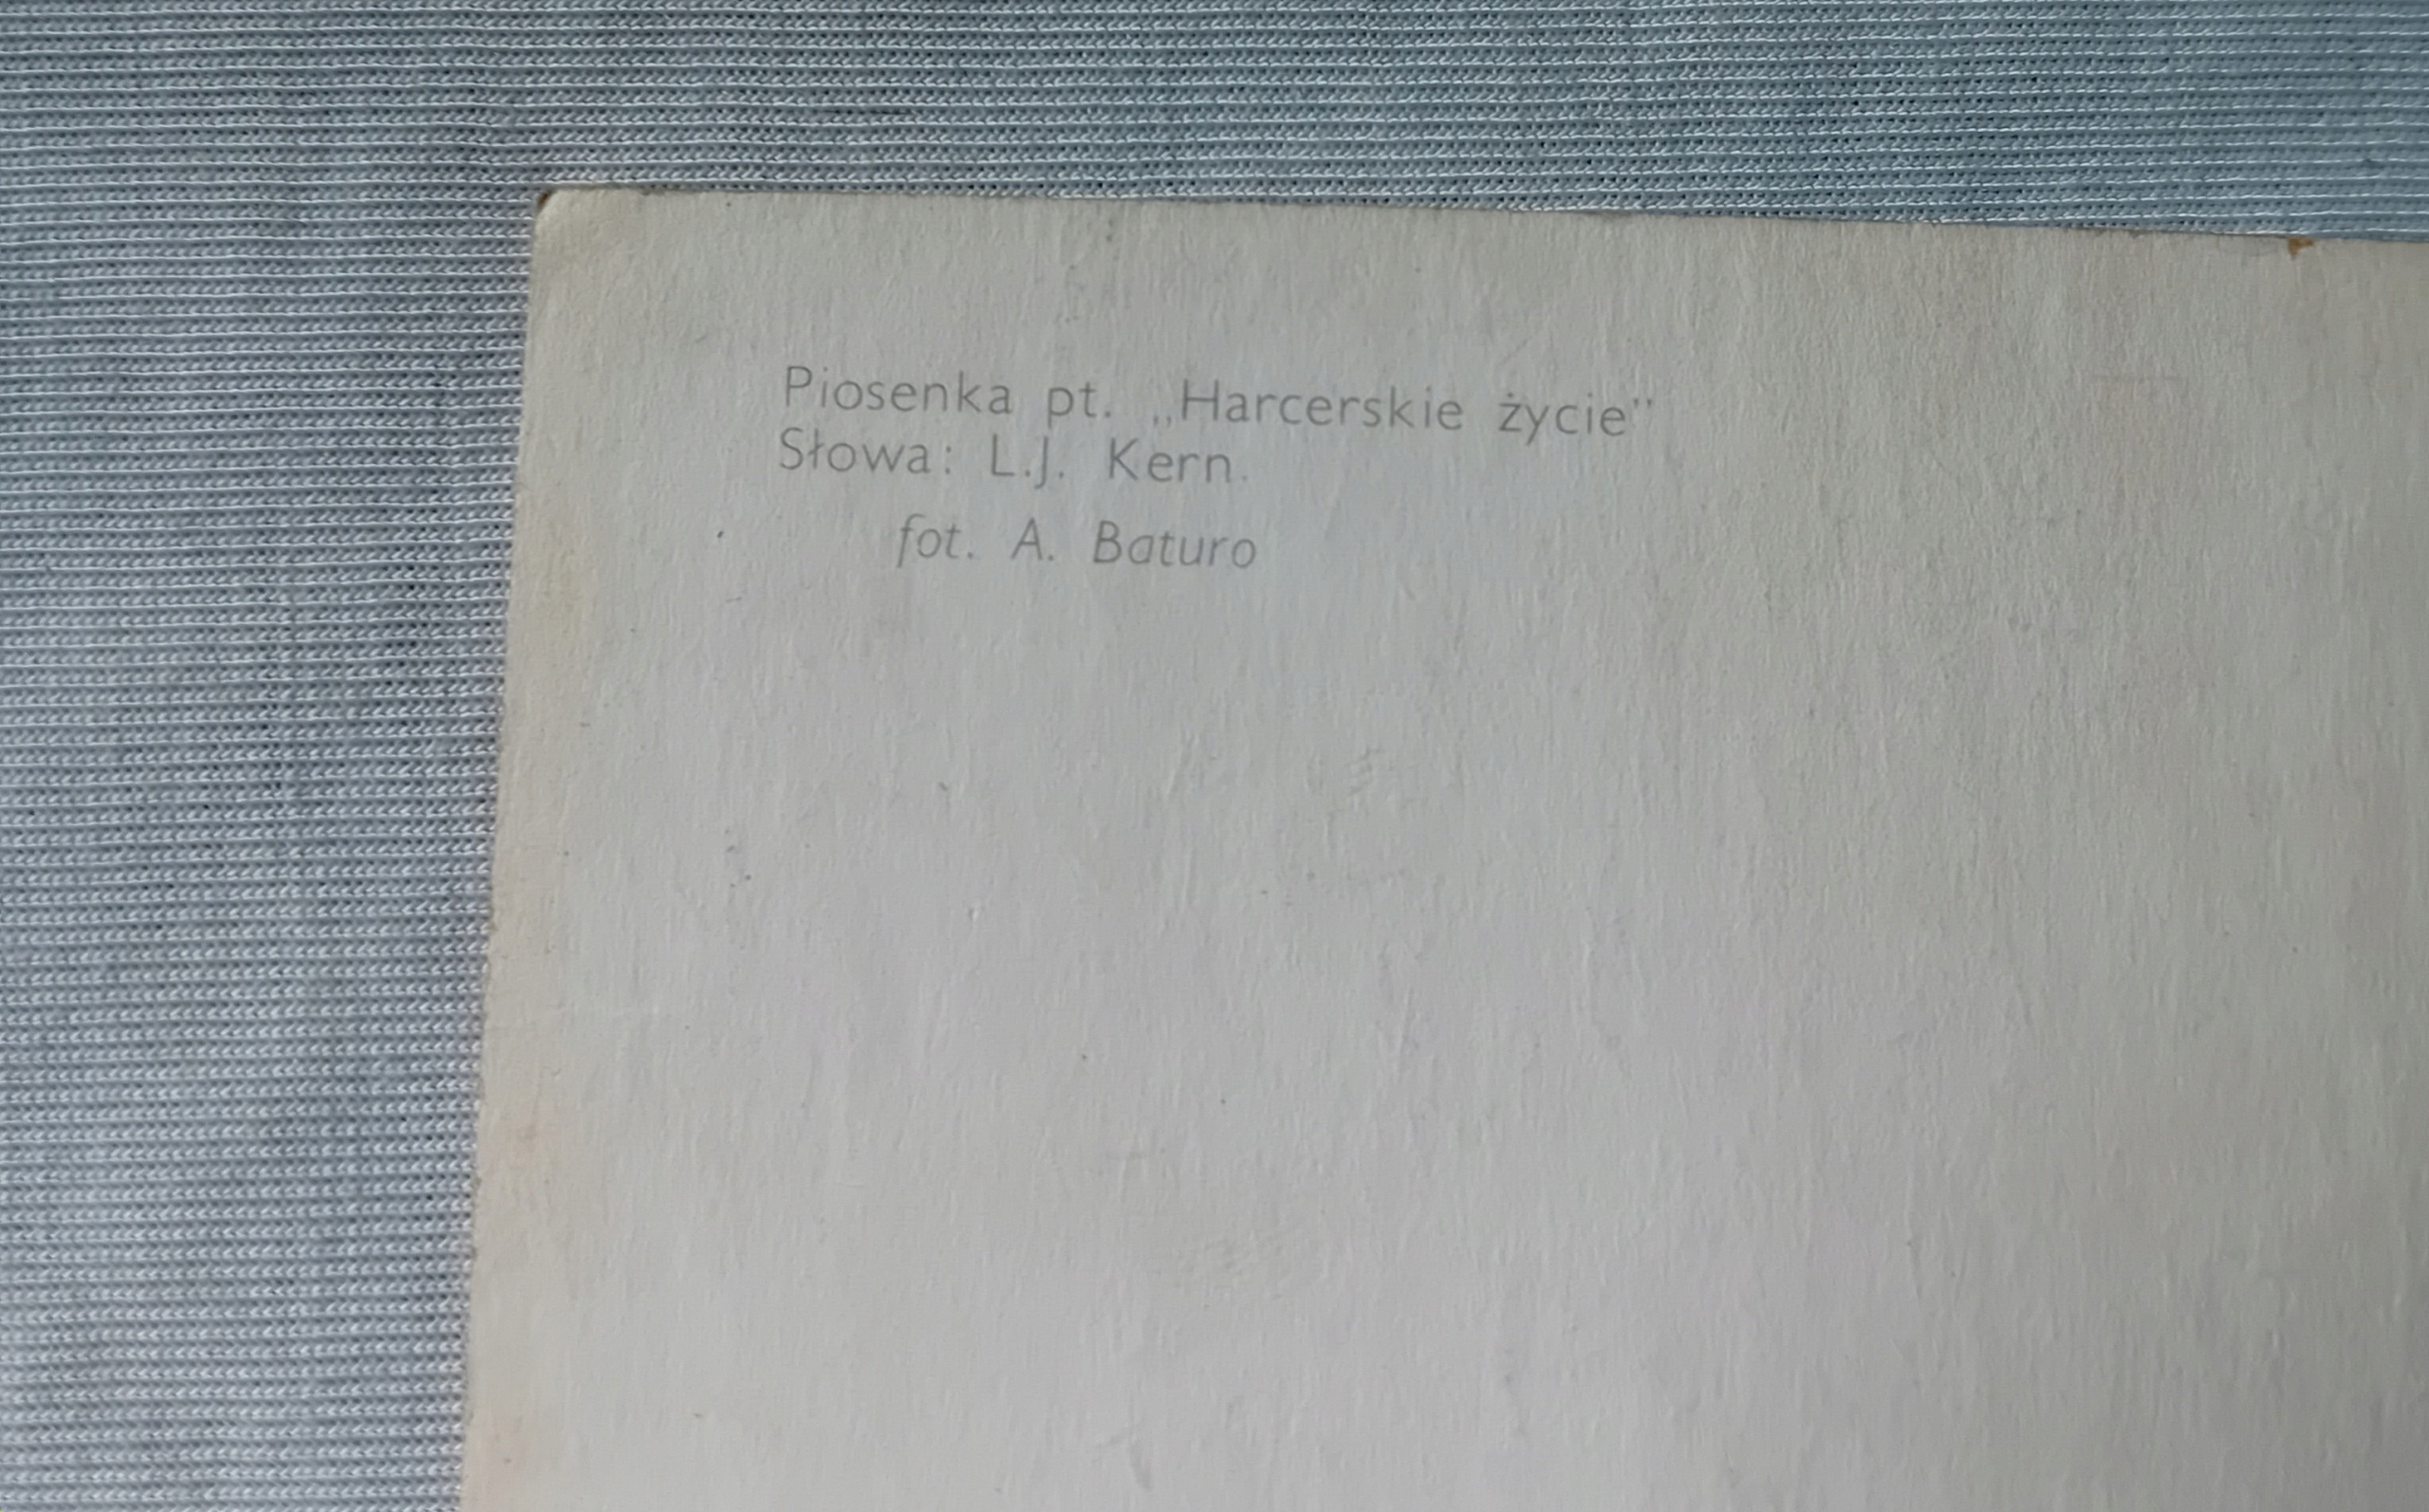 Piosenka pt. „Harcerskie życie"
Słowa: L.J. Kern.
fot. A. Baturo